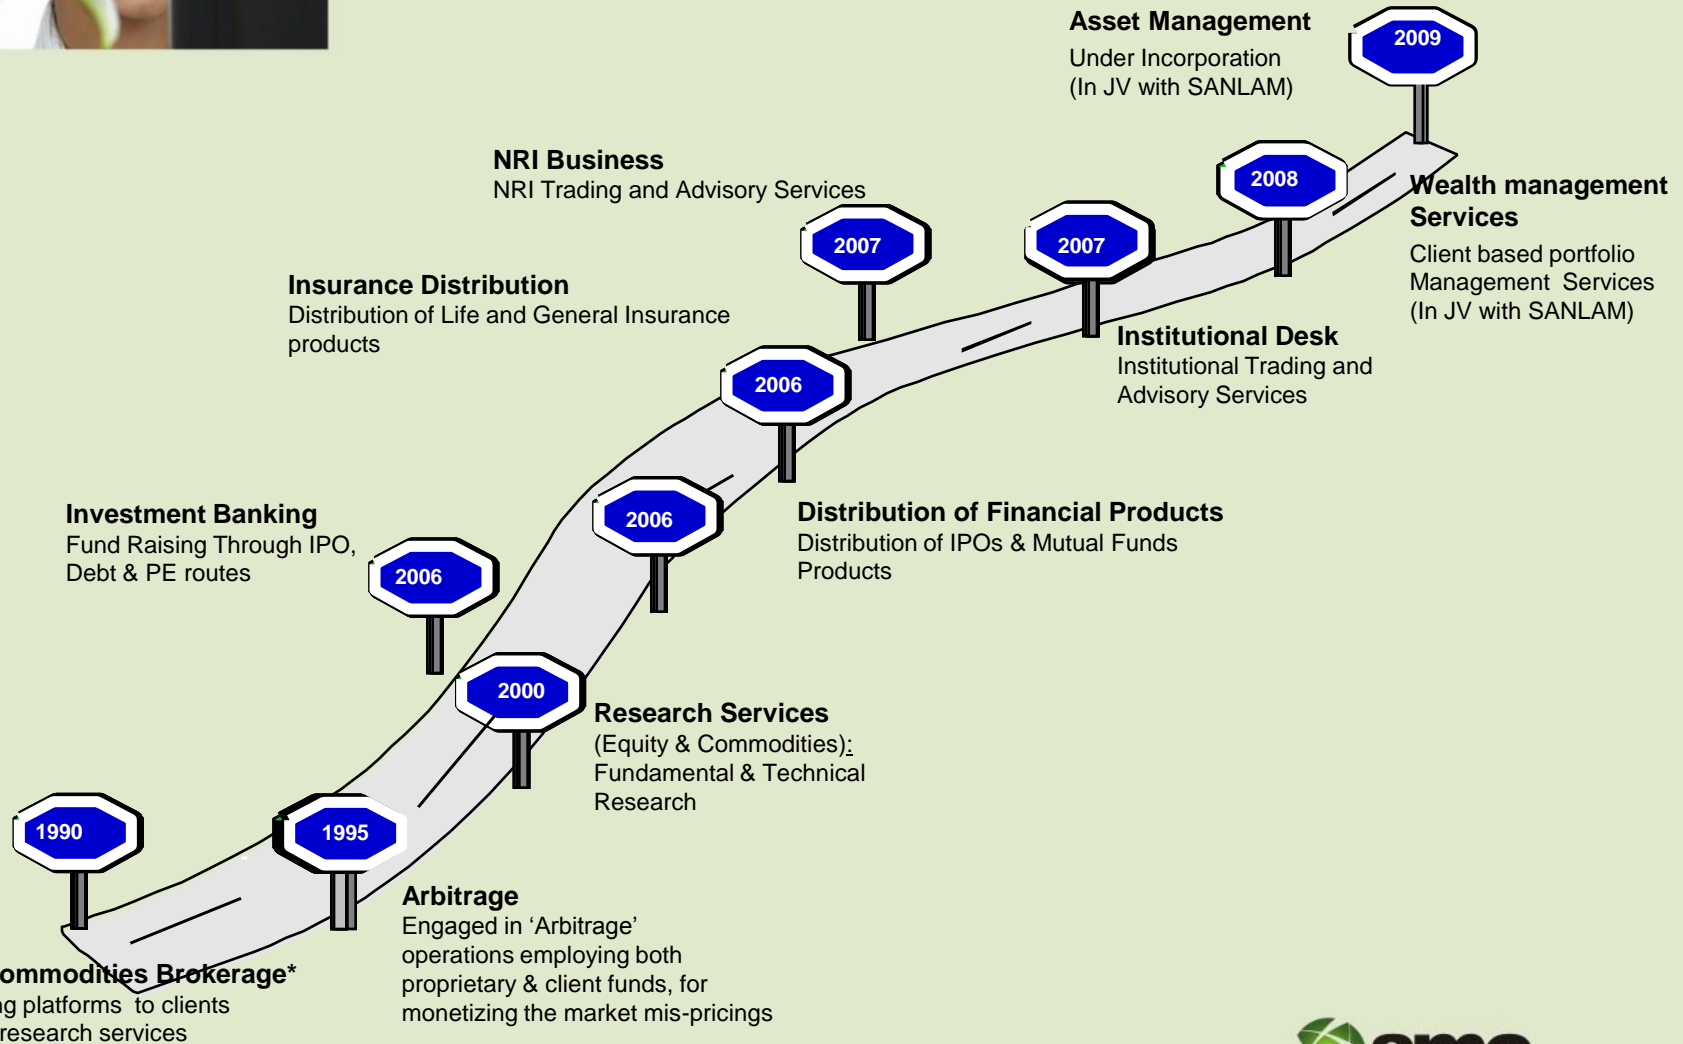 Asset Management
Under Incorporation
(In JV with SANLAM)
2009
NRI Business
NRI Trading and Advisory Services
2008
Wealth management
Services
Client based portfolio
Management  Services
(In JV with SANLAM)
2007
2007
Insurance Distribution
Distribution of Life and General Insurance
products
Institutional Desk
Institutional Trading and
Advisory Services
2006
Investment Banking
Fund Raising Through IPO,
Debt & PE routes
2006
2006
Distribution of Financial Products
Distribution of IPOs & Mutual Funds
Products
2000
Research Services
(Equity & Commodities):
Fundamental & Technical
Research
1990
1995
Arbitrage
Engaged in ‘Arbitrage’
operations employing both
proprietary & client funds, for
monetizing the market mis-pricings
Brokerage*
platforms  to clients
research services